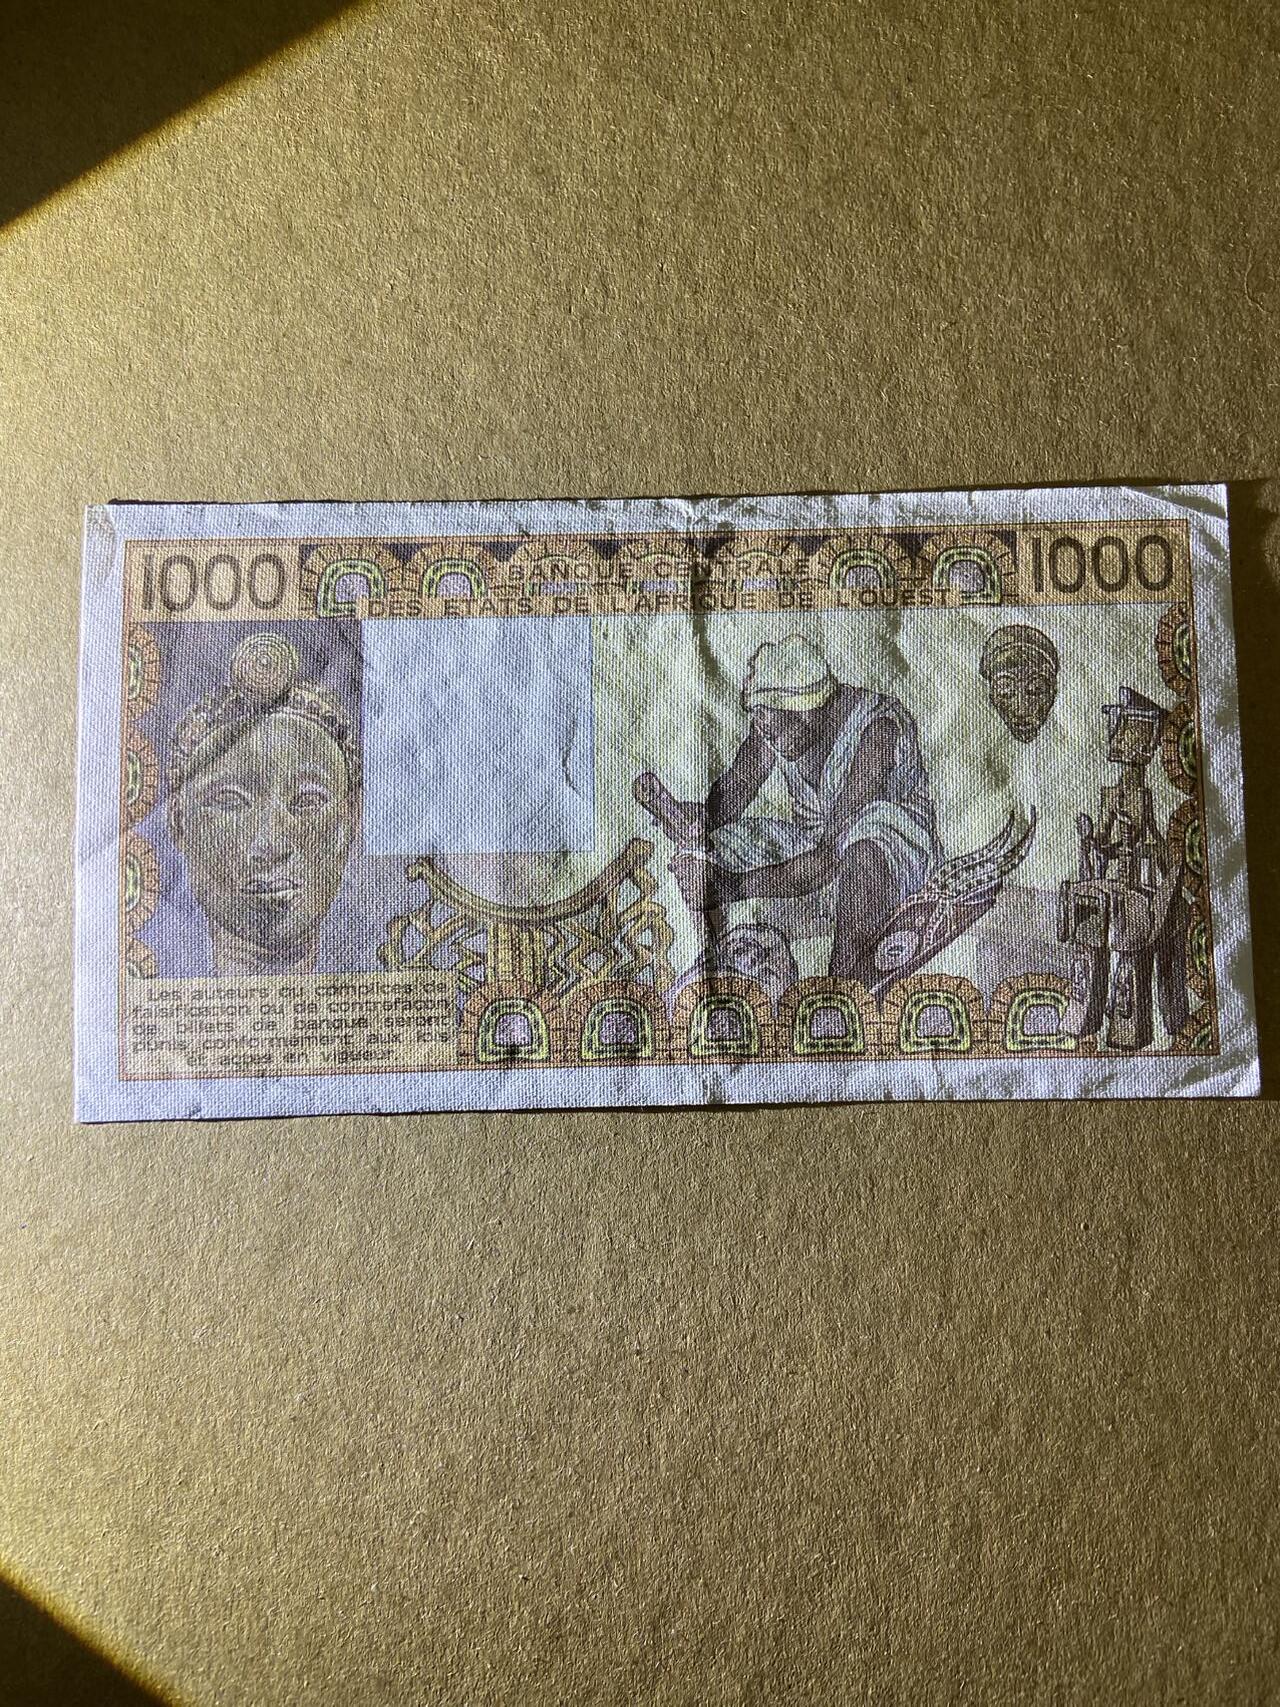 1000
1000
BANQUE CENTRALE
DES ETATS DE L'AFRIQUE DE L'OUEST
Les auteurs ou complices de
falsification ou de contrefaçon
de billets de banque seront
punis conformément aux lois
et actes en vigueur.